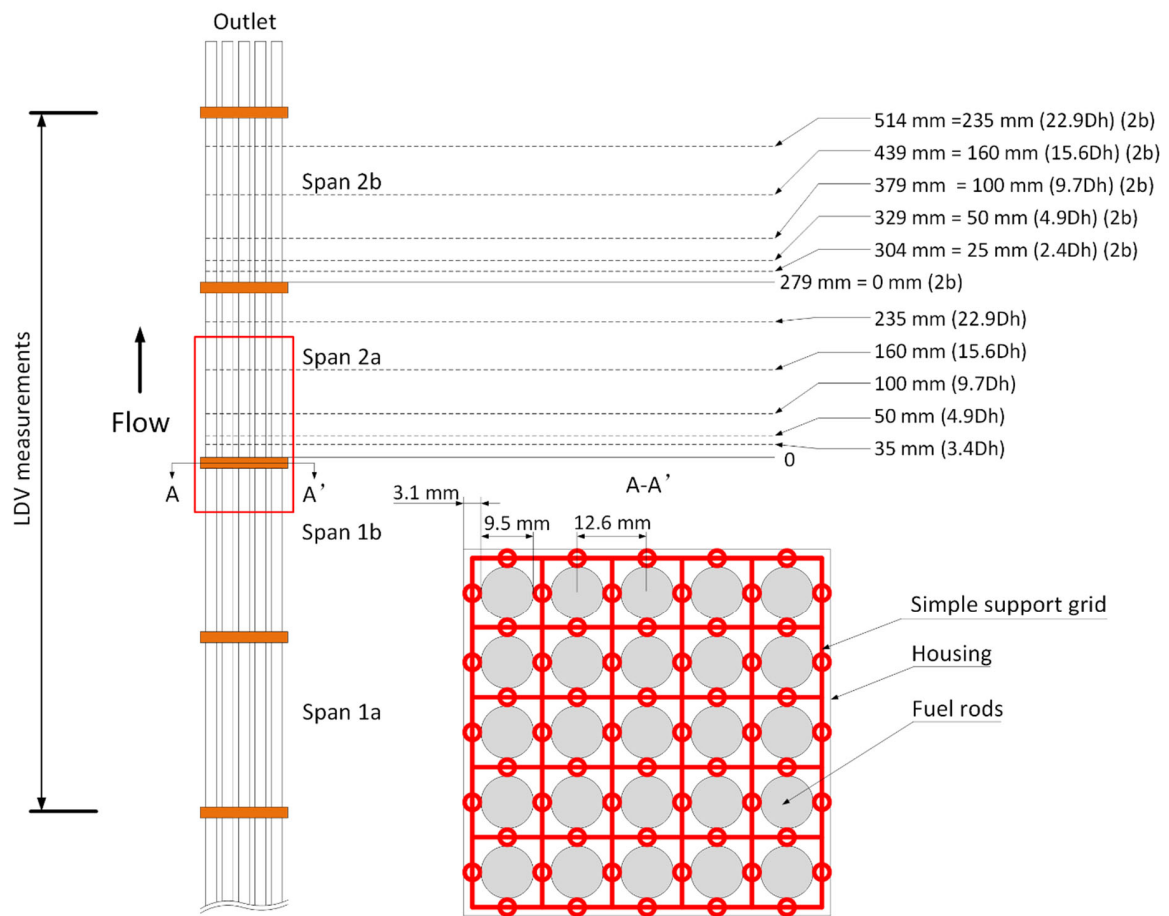 Outlet
514 mm =235 mm (22.9Dh) (2b)
439 mm = 160 mm (15.6Dh) (2b)
Span 2b
379 mm = 100 mm (9.7Dh) (2b)
329 mm = 50 mm (4.9Dh) (2b)
304 mm = 25 mm (2.4Dh) (2b)
279 mm = 0 mm (2b)
235 mm (22.9Dh)
Span 2a
160 mm (15.6Dh)
100 mm (9.7Dh)
Flow
50 mm (4.9Dh)
35 mm (3.4Dh)
0
LDV measurements
A
A'
A-A'
3.1 mm
9.5 mm
12.6 mm
Span 1b
Simple support grid
Housing
Span 1a
Fuel rods